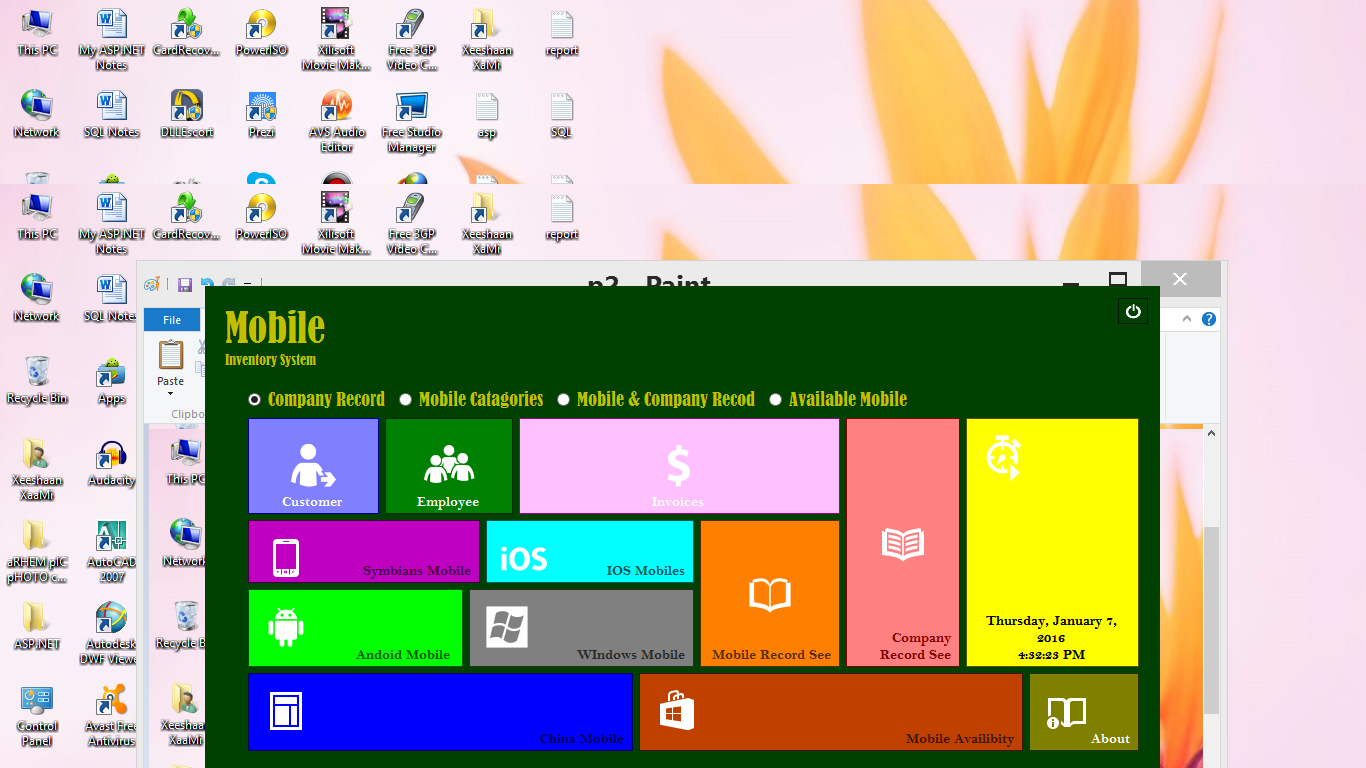 This PC
My ASP.NET
Notes
CardRecov...
PowerISO
Xilisoft
Movie Mak...
Free 3GP
Video C...
Xeeshaan
XaMi
report
Network
SQL Notes
DLLEscort
Prezi
AVS Audio
Editor
Free Studio
Manager
asp
SQL
This PC
My ASP.NET
Notes
CardRecov...
PowerISO
Xilisoft
Movie Mak...
Free 3GP
Video C...
Xeeshaan
XaMi
report
p2 - Paint
Network
SQL Notes
File
Recycle Bin
Apps
Paste
Clipbo
Xeeshaan
XaaMi
Audacity
This PC
aRHEM pIC
pHOTO c...
AutoCAD
2007
Network
ASP.NET
Autodesk
DWF Viewe
Recycle B
Control
Panel
Avast Free
Antivirus
Xeeshaa
XaaMi
Mobile
Inventory System
Company Record
Mobile Catagories
Mobile & Company Recod
Available Mobile
Customer
Employee
$
Invoices
Symbians Mobile
iOS
IOS Mobiles
Andoid Mobile
WIndows Mobile
Mobile Record See
Company
Record See
Thursday, January 7,
2016
4:32:23 PM
China Mobile
Mobile Availibity
About